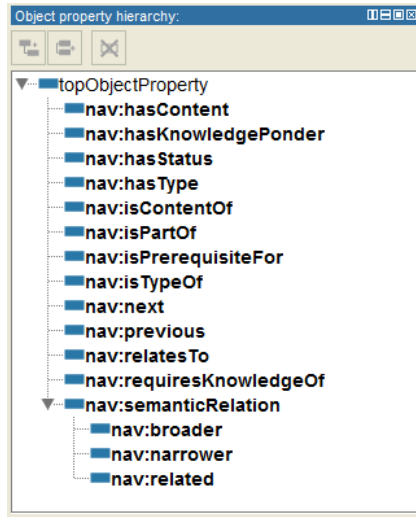 Object property hierarchy:
topObjectProperty
nav:hasContent
nav:hasKnowledgePonder
nav:hasStatus
nav:hasType
nav:isContentOf
nav:isPartOf
nav:isPrerequisiteFor
nav:isTypeOf
nav:next
nav:previous
nav:relatesTo
nav:requiresKnowledgeOf
nav:semanticRelation
nav:broader
nav:narrower
nav:related